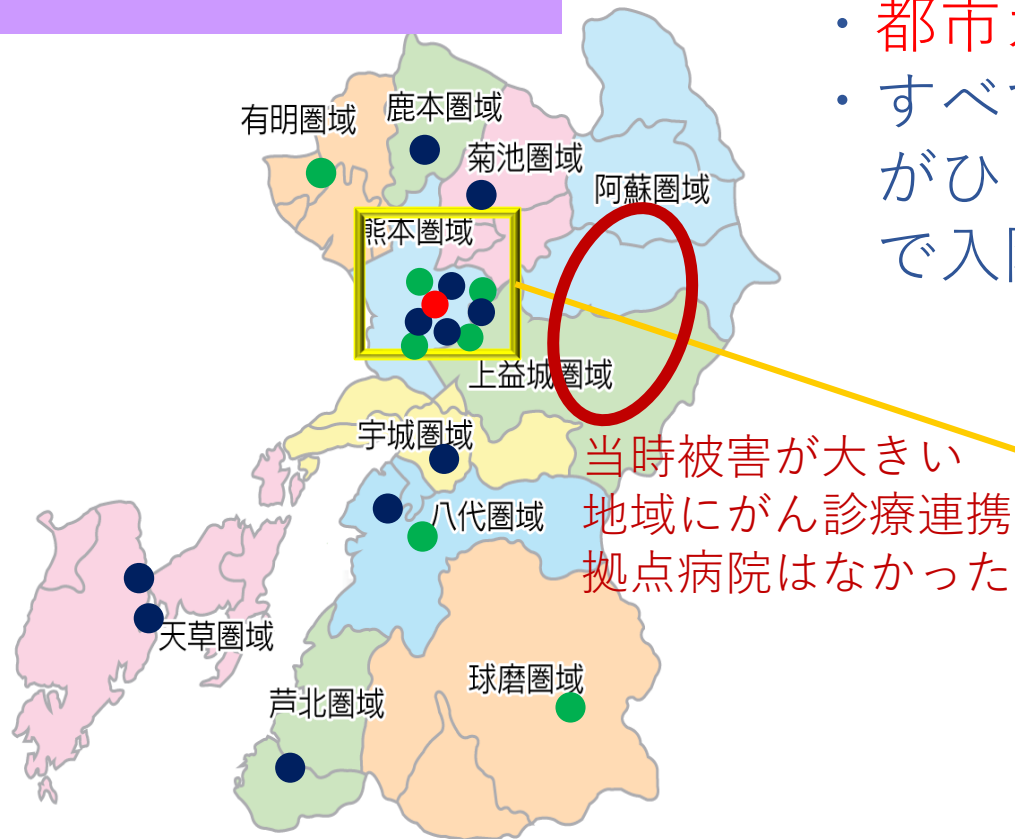 ・都市
・すべ
がひ
で入
有明圏域
鹿本圏域
菊池圏域
阿蘇圏域
熊本圏域
上益城圏域
宇城圏域
八代圏域
天草圏域
芦北圏域
球磨圏域
当時被害が大きい
地域にがん診療連携
拠点病院はなかった